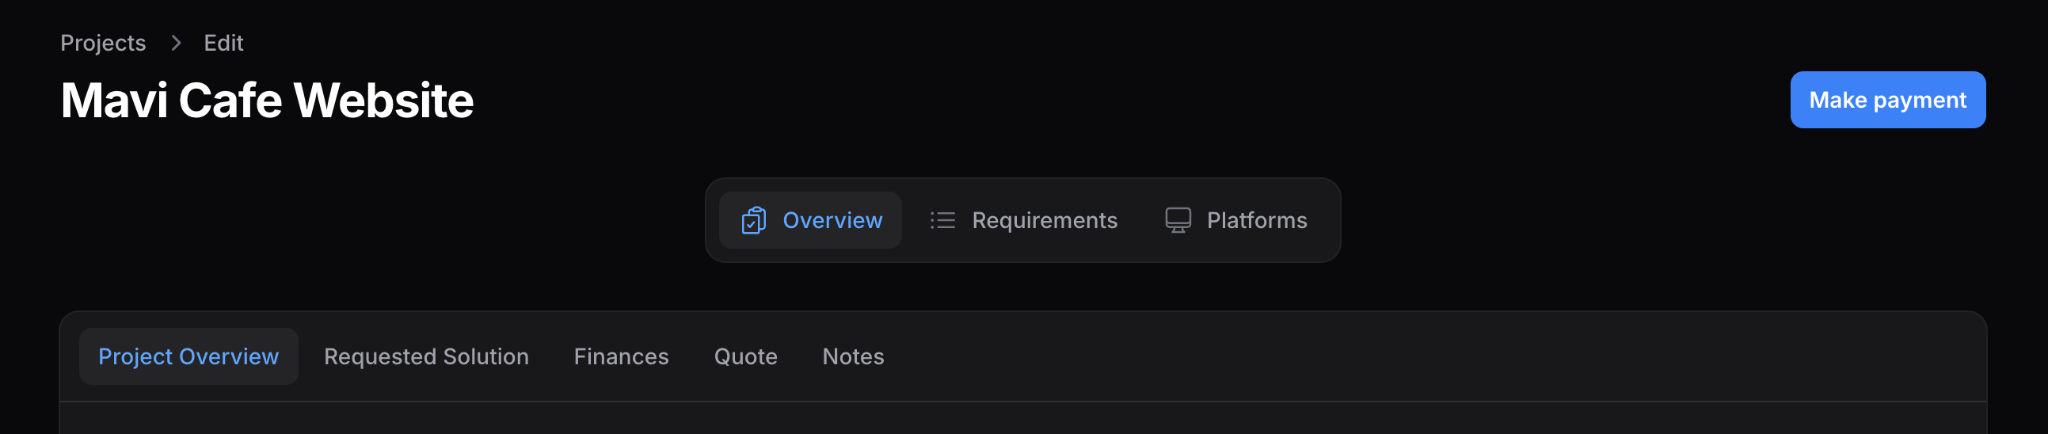 Projects > Edit
Mavi Cafe Website
Make payment
Overview Requirements Platforms
Project Overview Requested Solution Finances Quote Notes